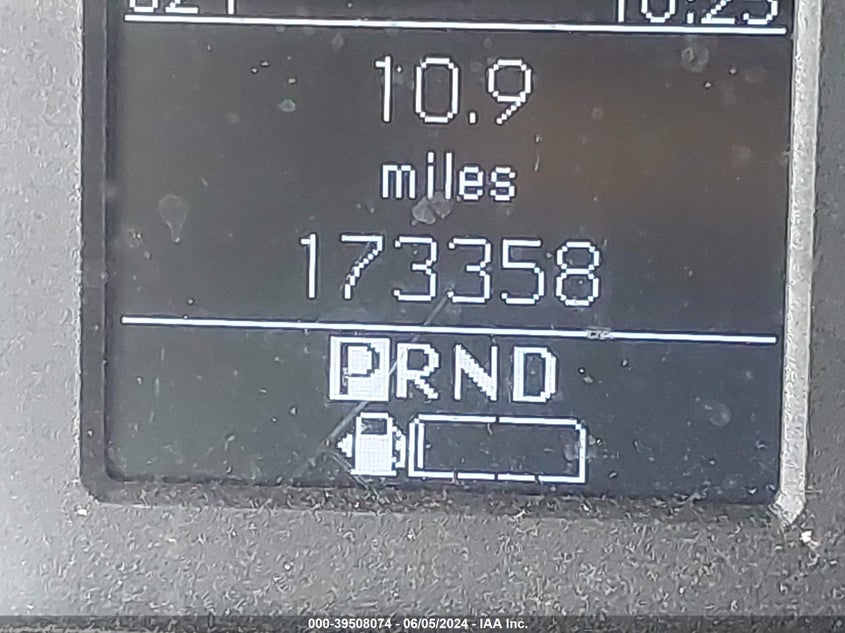 10.9
miles
173358
PRND
000-39508074 - 06/05/2024 - IAA Inc.